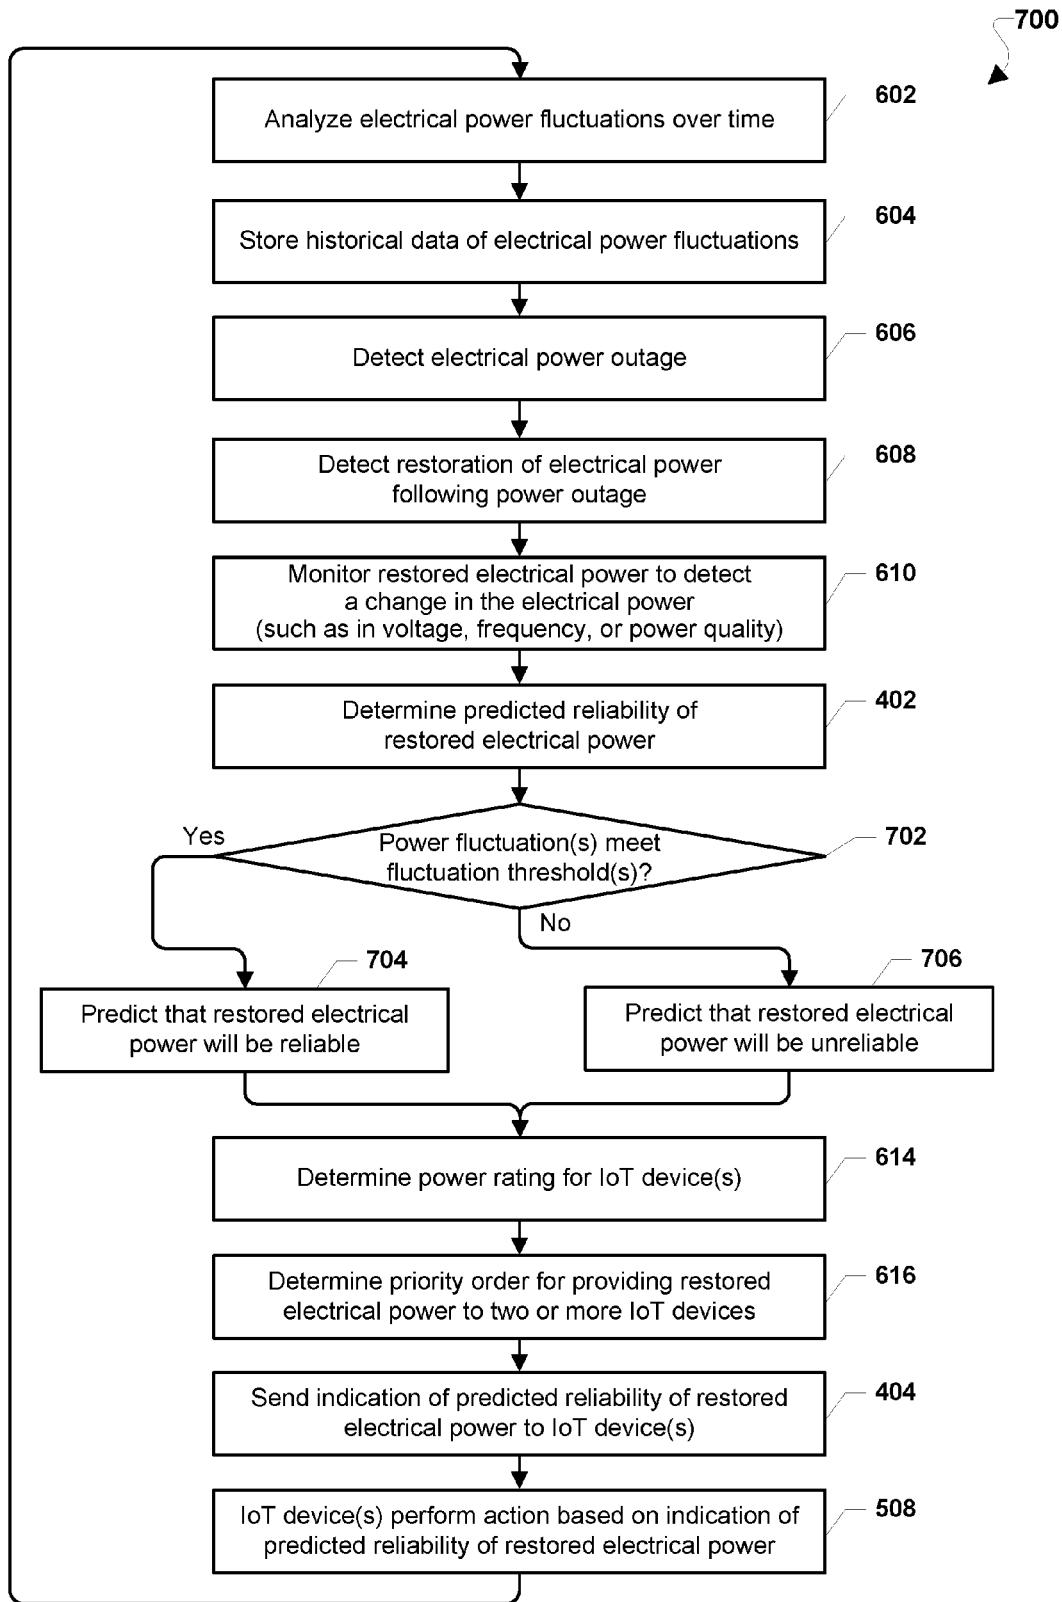 700
Analyze electrical power fluctuations over time
602
Store historical data of electrical power fluctuations
604
Detect electrical power outage
606
Detect restoration of electrical power
following power outage
608
Monitor restored electrical power to detect
a change in the electrical power
(such as in voltage, frequency, or power quality)
610
Determine predicted reliability of
restored electrical power
402
Power fluctuation(s) meet
fluctuation threshold(s)?
702
Yes
No
704
Predict that restored electrical
power will be reliable
706
Predict that restored electrical
power will be unreliable
Determine power rating for IoT device(s)
614
Determine priority order for providing restored
electrical power to two or more IoT devices
616
Send indication of predicted reliability of restored
electrical power to IoT device(s)
404
IoT device(s) perform action based on indication of
predicted reliability of restored electrical power
508